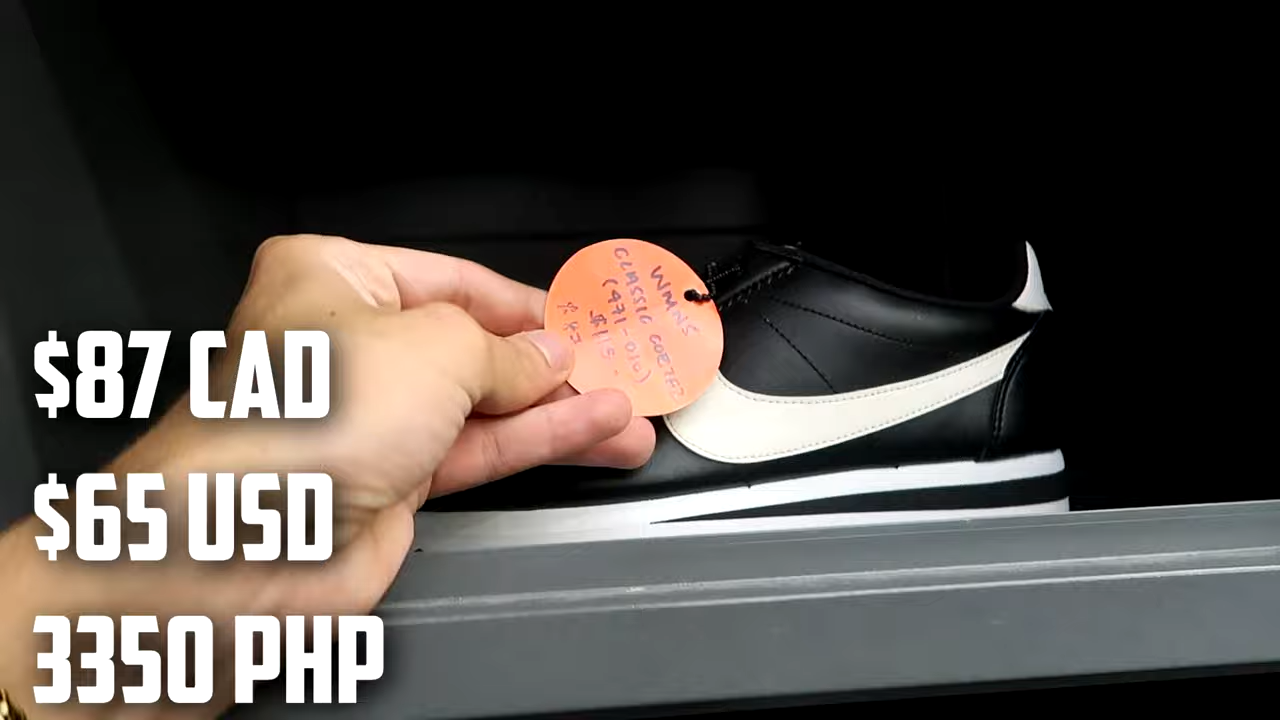 WMNS
CLASSIC CORTEZ
(471-010)
$115-
$87 CAD
$65 USD
3350 PHP